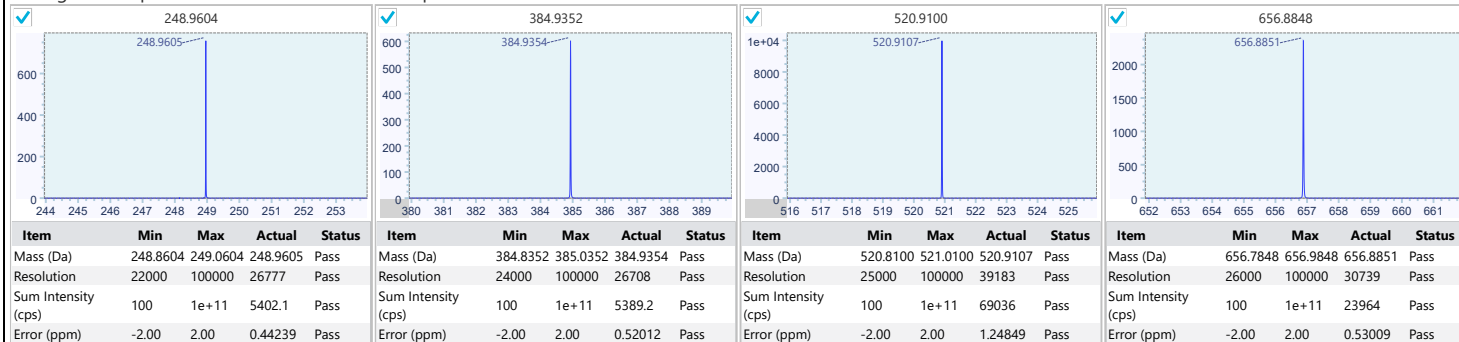 248.9604
248.9605
600
400
200
0
244 245 246 247 248 249 250 251 252 253
Item Min Max Actual Status
Mass (Da) 248.8604 249.0604 248.9605 Pass
Resolution 22000 100000 26777 Pass
Sum Intensity (cps) 100 1e+11 5402.1 Pass
Error (ppm) -2.00 2.00 0.44239 Pass
384.9352
384.9354
600
500
400
300
200
100
0
380 381 382 383 384 385 386 387 388 389
Item Min Max Actual Status
Mass (Da) 384.8352 385.0352 384.9354 Pass
Resolution 24000 100000 26708 Pass
Sum Intensity (cps) 100 1e+11 5389.2 Pass
Error (ppm) -2.00 2.00 0.52012 Pass
520.9100
520.9107
1e+04
8000
6000
4000
2000
0
516 517 518 519 520 521 522 523 524 525
Item Min Max Actual Status
Mass (Da) 520.8100 521.0100 520.9107 Pass
Resolution 25000 100000 39183 Pass
Sum Intensity (cps) 100 1e+11 69036 Pass
Error (ppm) -2.00 2.00 1.24849 Pass
656.8848
656.8851
2000
1500
1000
500
0
652 653 654 655 656 657 658 659 660 661
Item Min Max Actual Status
Mass (Da) 656.7848 656.9848 656.8851 Pass
Resolution 26000 100000 30739 Pass
Sum Intensity (cps) 100 1e+11 23964 Pass
Error (ppm) -2.00 2.00 0.53009 Pass